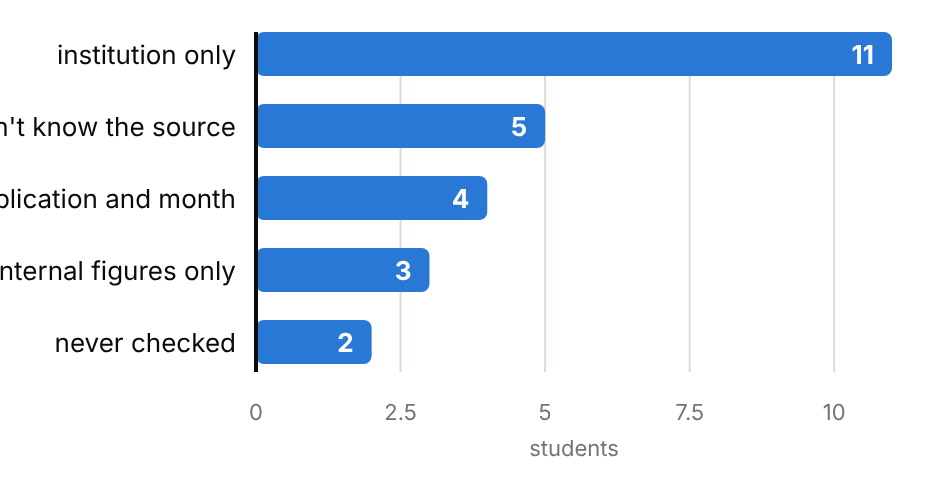 institution only 11
n't know the source 5
blication and month 4
nternal figures only 3
never checked 2
0 2.5 5 7.5 10
students